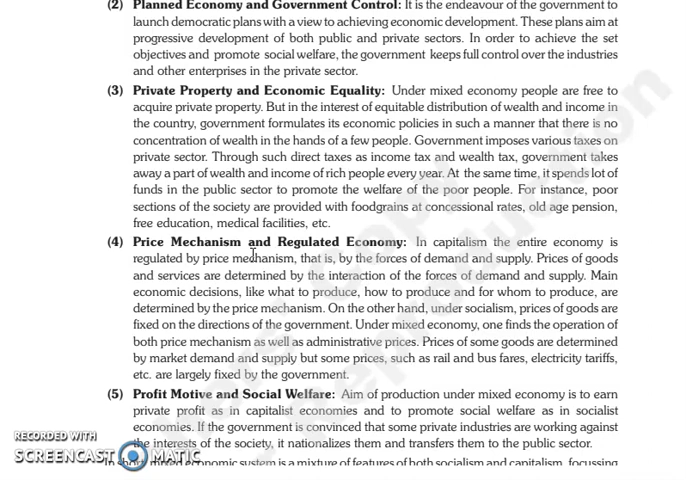 (2) Planned Economy and Government Control: It is the endeavour of the government to
launch democratic plans with a view to achieving economic development. These plans aim at
progressive development of both public and private sectors. In order to achieve the set
objectives and promote social welfare, the government keeps full control over the industries
and other enterprises in the private sector.
(3) Private Property and Economic Equality: Under mixed economy people are free to
acquire private property. But in the interest of equitable distribution of wealth and income in
the country, government formulates its economic policies in such a manner that there is no
concentration of wealth in the hands of a few people. Government imposes various taxes on
private sector. Through such direct taxes as income tax and wealth tax, government takes
away a part of wealth and income of rich people every year. At the same time, it spends lot of
funds in the public sector to promote the welfare of the poor people. For instance, poor
sections of the society are provided with foodgrains at concessional rates, old age pension,
free education, medical facilities, etc.
(4) Price Mechanism and Regulated Economy: In capitalism the entire economy is
regulated by price mechanism, that is, by the forces of demand and supply. Prices of goods
and services are determined by the interaction of the forces of demand and supply. Main
economic decisions, like what to produce, how to produce and for whom to produce, are
determined by the price mechanism. On the other hand, under socialism, prices of goods are
fixed on the directions of the government. Under mixed economy, one finds the operation of
both price mechanism as well as administrative prices. Prices of some goods are determined
by market demand and supply but some prices, such as rail and bus fares, electricity tariffs,
etc. are largely fixed by the government.
(5) Profit Motive and Social Welfare: Aim of production under mixed economy is to earn
private profit as in capitalist economies and to promote social welfare as in socialist
economies. If the government is convinced that some private industries are working against
the interests of the society, it nationalizes them and transfers them to the public sector.
In short mixed economic system is a mixture of features of both socialism and capitalism, focussing
RECORDED WITH
SCREENCAST MATIC